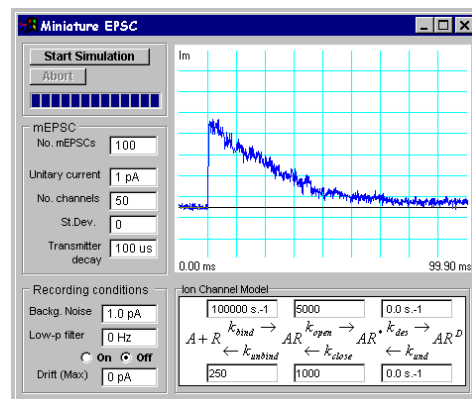 Miniature EPSC
Start Simulation
Abort
mEPSC
No. mEPSCs 100
Unitary current 1 pA
No. channels 50
St.Dev. 0
Transmitter decay 100 us
Im
0.00 ms 99.90 ms
Recording conditions
Backg. Noise 1.0 pA
Low-p filter 0 Hz
On Off
Drift (Max) 0 pA
Ion Channel Model
100000 s.-1 5000 0.0 s.-1
A + R k_bind → AR k_open → AR• k_des → AR^D
← k_unbind ← k_close ← k_und
250 1000 0.0 s.-1